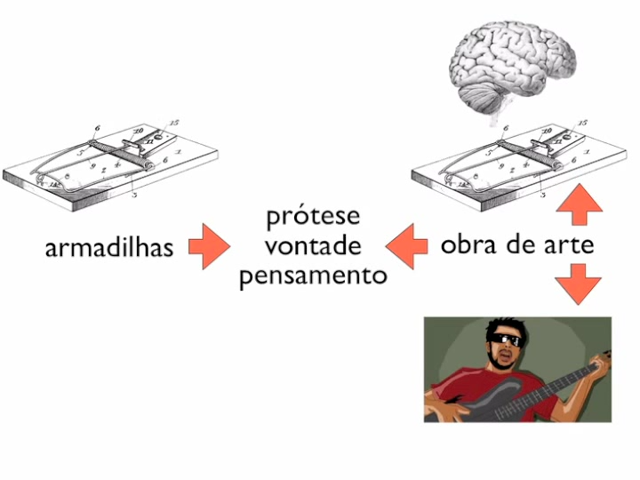 armadilhas
prótese
vontade
pensamento
obra de arte